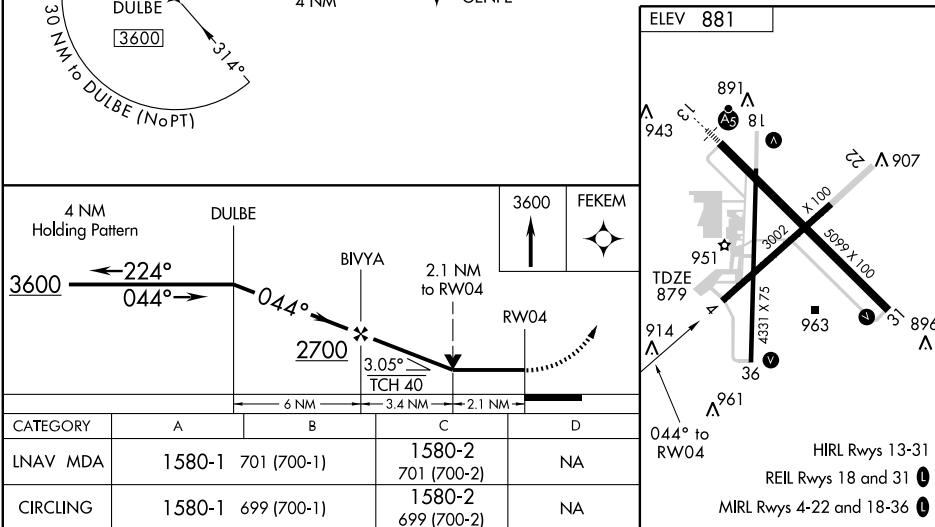 DULBE
3600
314°
30 NM to DULBE (NoPT)
4 NM
ELEV 881
891
943
A5
13
18
V
22
907
X 100
3002
5099 X 100
951
TDZE
879
4
4331 X 75
963
V
31
896
914
36
V
961
044° to
RW04
HIRL Rwys 13-31
REIL Rwys 18 and 31 L
MIRL Rwys 4-22 and 18-36 L
4 NM
Holding Pattern
DULBE
3600
FEKEM
BIVYA
2.1 NM
to RW04
RW04
3600
224°
044°
044°
2700
3.05°
TCH 40
6 NM
3.4 NM
2.1 NM
CATEGORY A B C D
LNAV MDA 1580-1 701 (700-1) 1580-2 701 (700-2) NA
CIRCLING 1580-1 699 (700-1) 1580-2 699 (700-2) NA